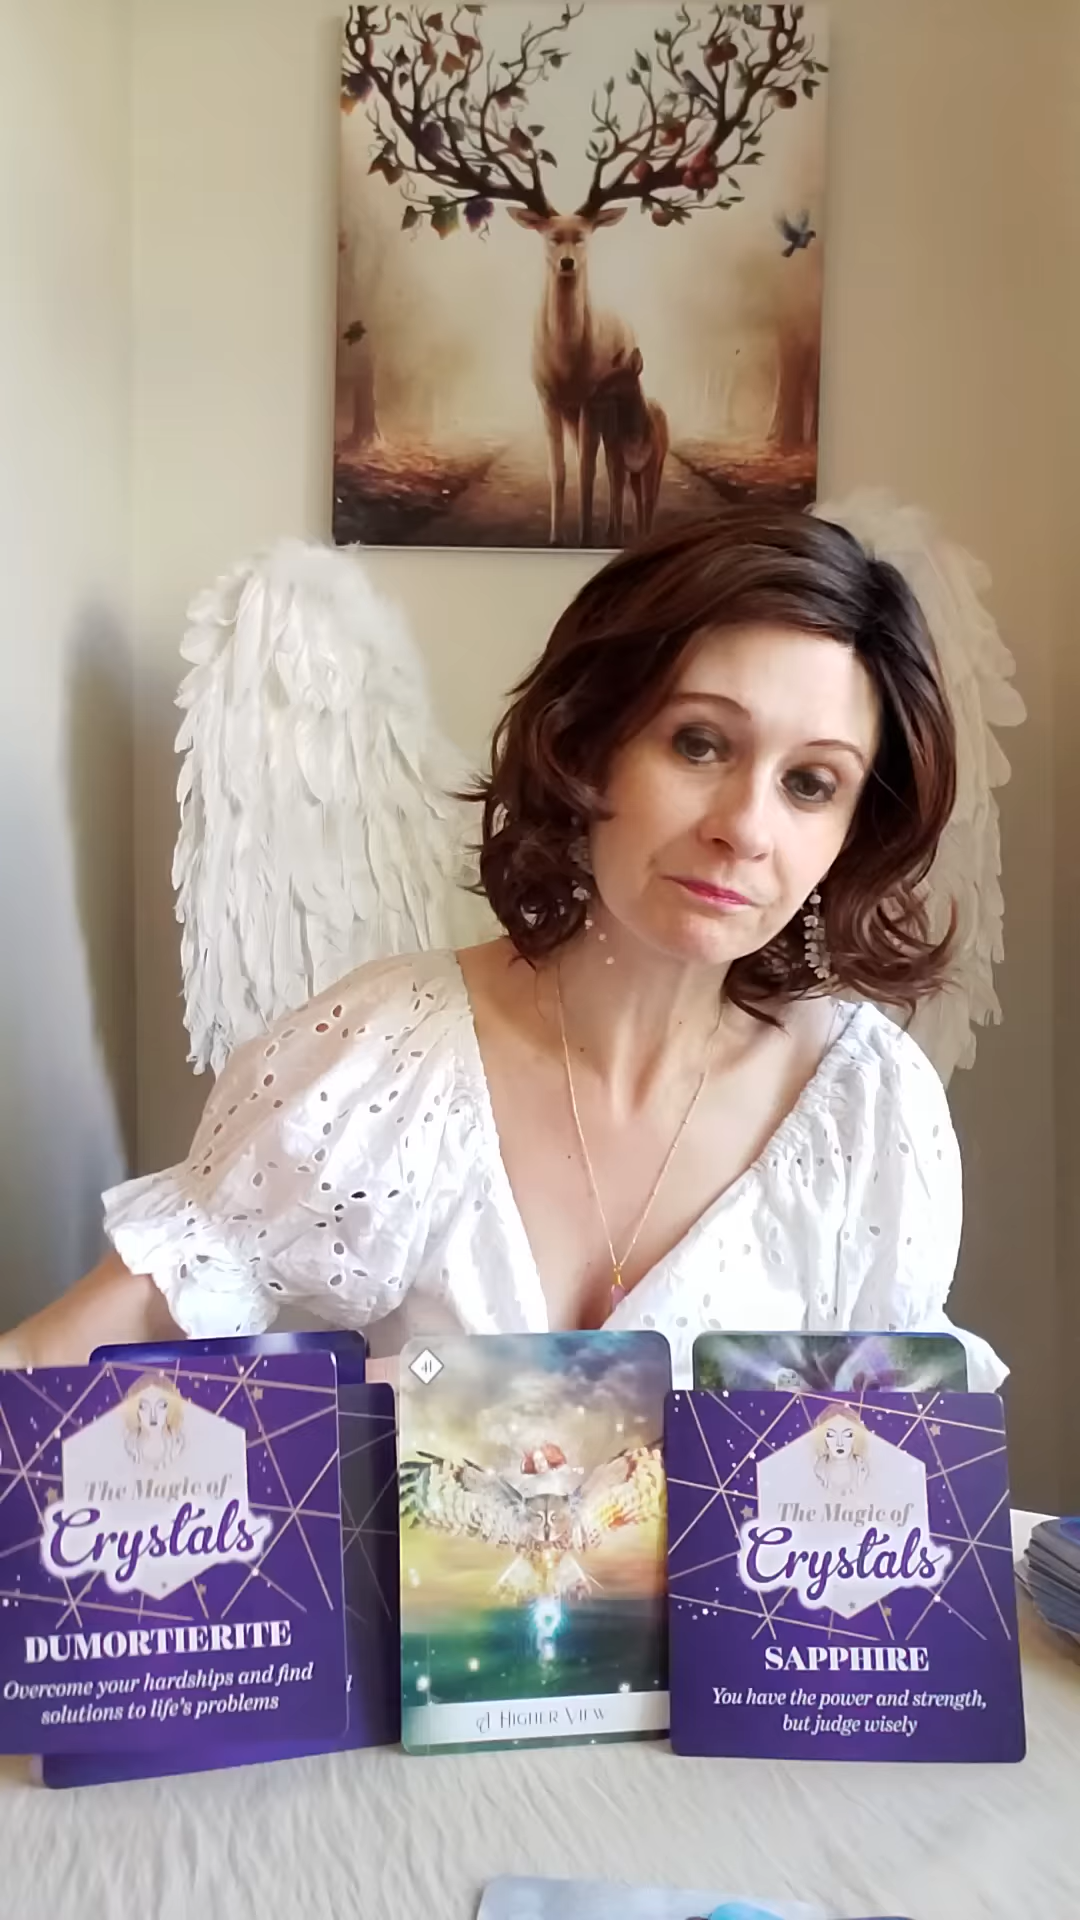 The Magic of
Crystals
DUMORTIERITE
Overcome your hardships and find
solutions to life's problems
41
A HIGHER VIEW
The Magic of
Crystals
SAPPHIRE
You have the power and strength,
but judge wisely